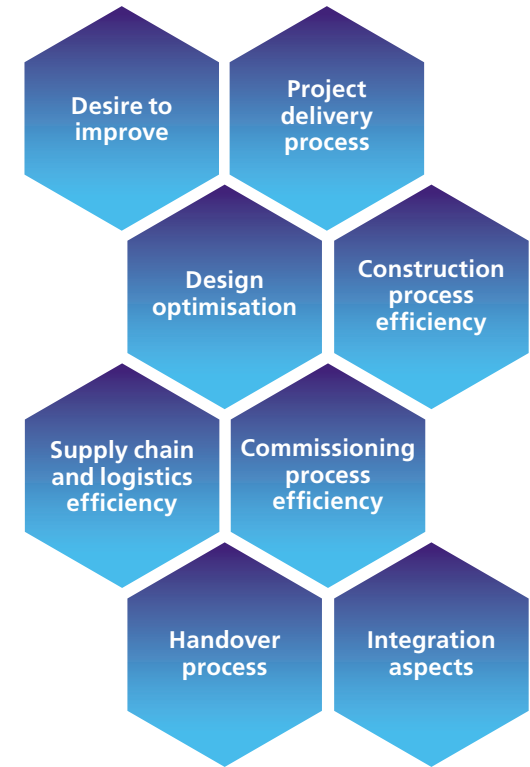 Desire to
improve
Project
delivery
process
Design
optimisation
Construction
process
efficiency
Supply chain
and logistics
efficiency
Commissioning
process
efficiency
Handover
process
Integration
aspects